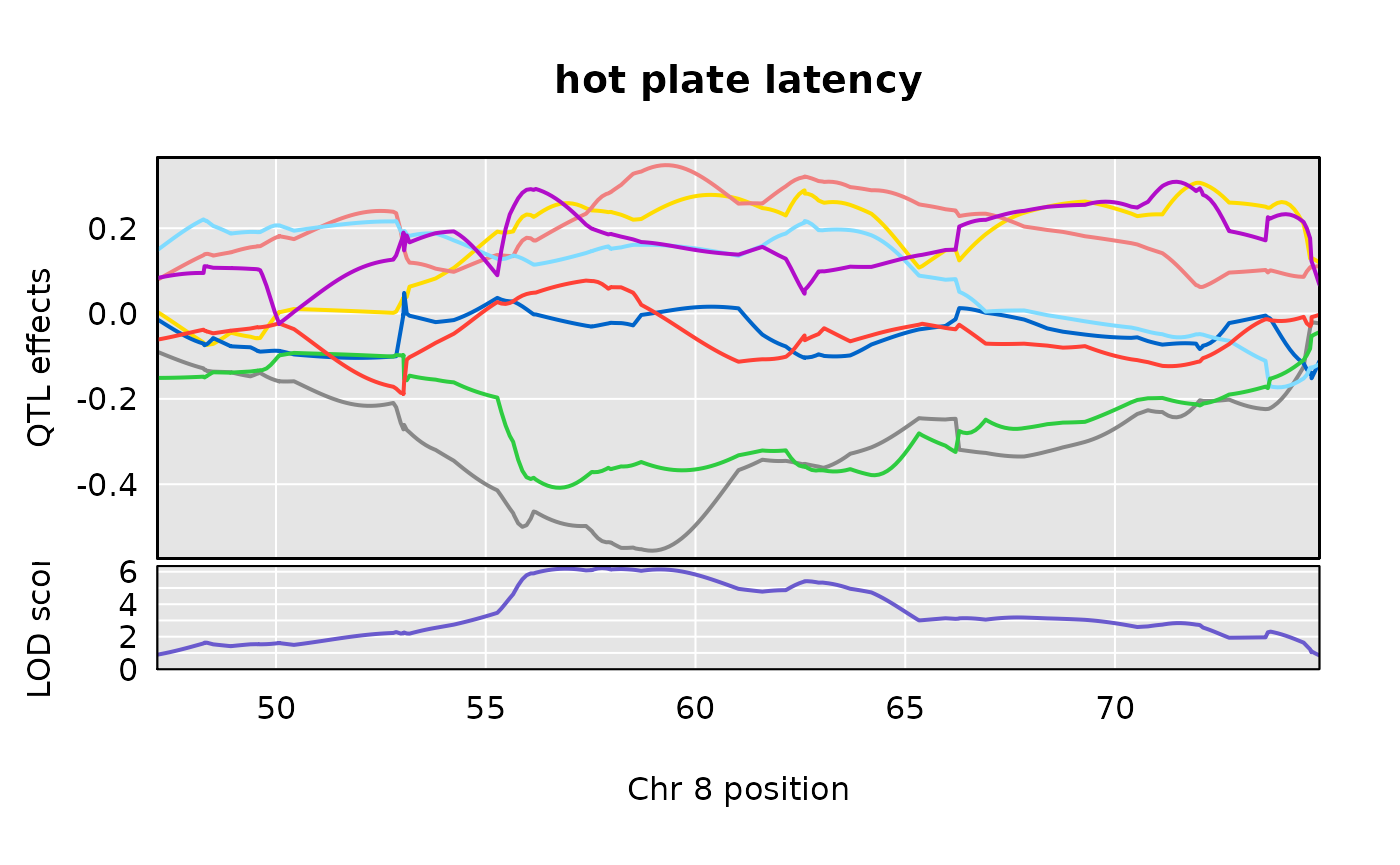 hot plate latency
QTL effects
0.2
0.0
-0.2
-0.4
LOD scor
6
4
2
0
50 55 60 65 70
Chr 8 position